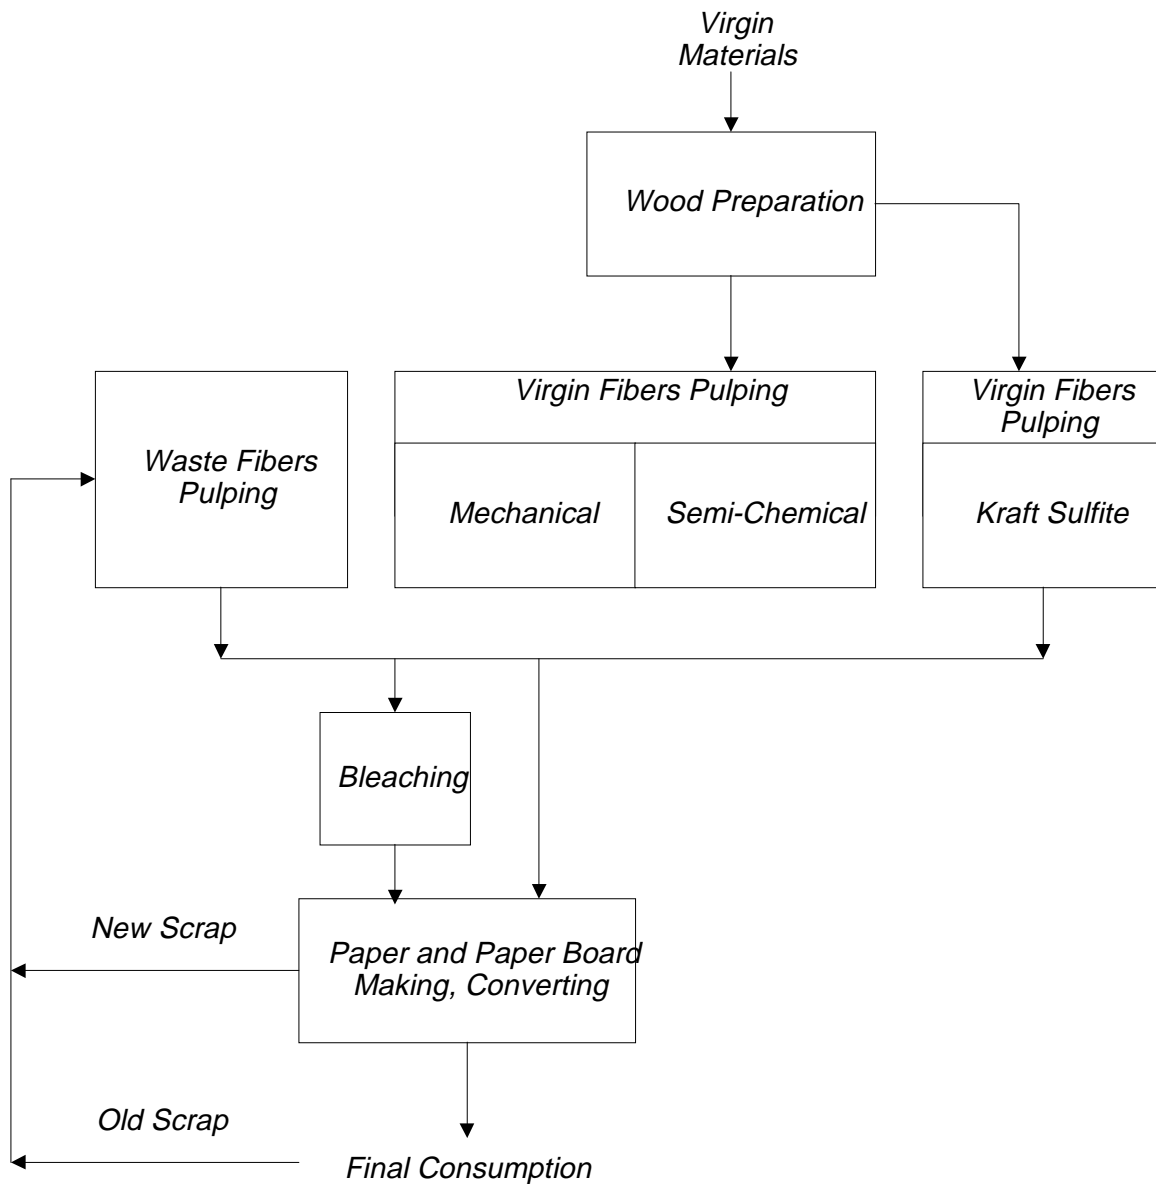 Virgin
Materials
Wood Preparation
Virgin Fibers Pulping
Virgin Fibers
Pulping
Waste Fibers
Pulping
Mechanical
Semi-Chemical
Kraft Sulfite
Bleaching
New Scrap
Paper and Paper Board
Making, Converting
Old Scrap
Final Consumption